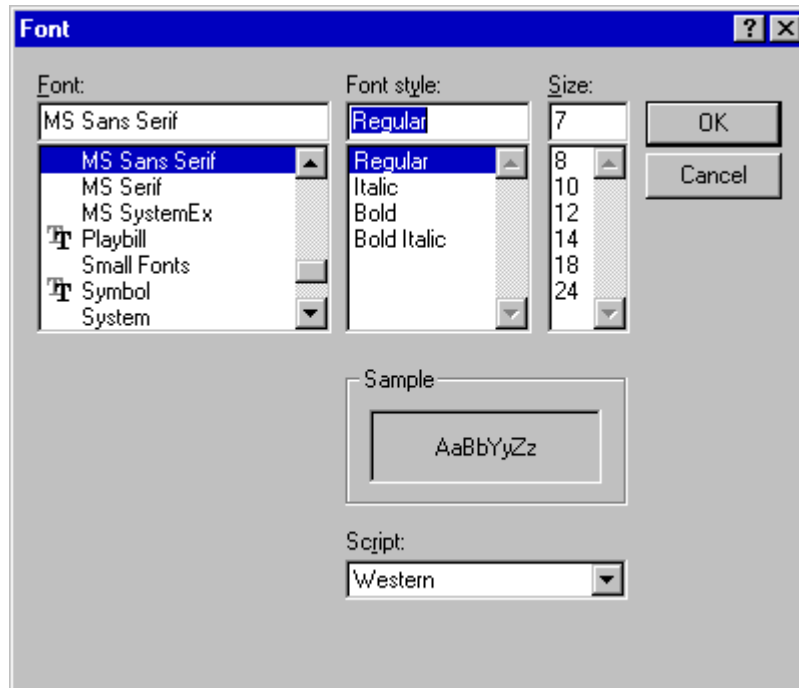 Font
Font:
MS Sans Serif
MS Sans Serif
MS Serif
MS SystemEx
Playbill
Small Fonts
Symbol
System
Font style:
Regular
Regular
Italic
Bold
Bold Italic
Size:
7
8
10
12
14
18
24
OK
Cancel
Sample
AaBbYyZz
Script:
Western